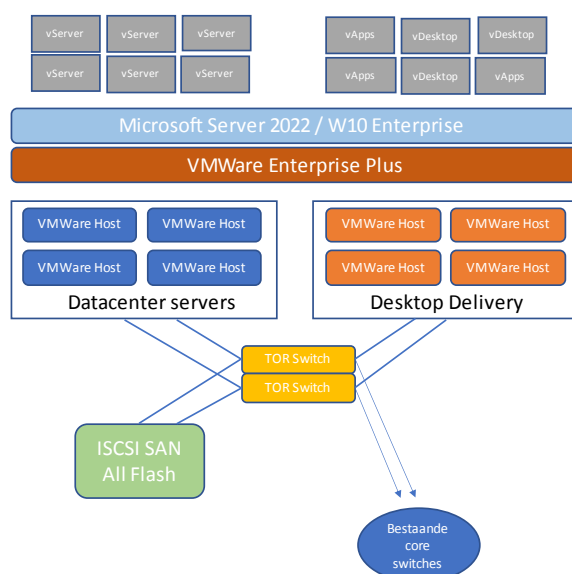 vServer vServer vServer vApps vDesktop vDesktop
vServer vServer vServer vApps vDesktop vApps
Microsoft Server 2022 / W10 Enterprise
VMWare Enterprise Plus
VMWare Host VMWare Host VMWare Host VMWare Host
VMWare Host VMWare Host VMWare Host VMWare Host
Datacenter servers Desktop Delivery
TOR Switch
TOR Switch
ISCSI SAN
All Flash
Bestaande
core
switches